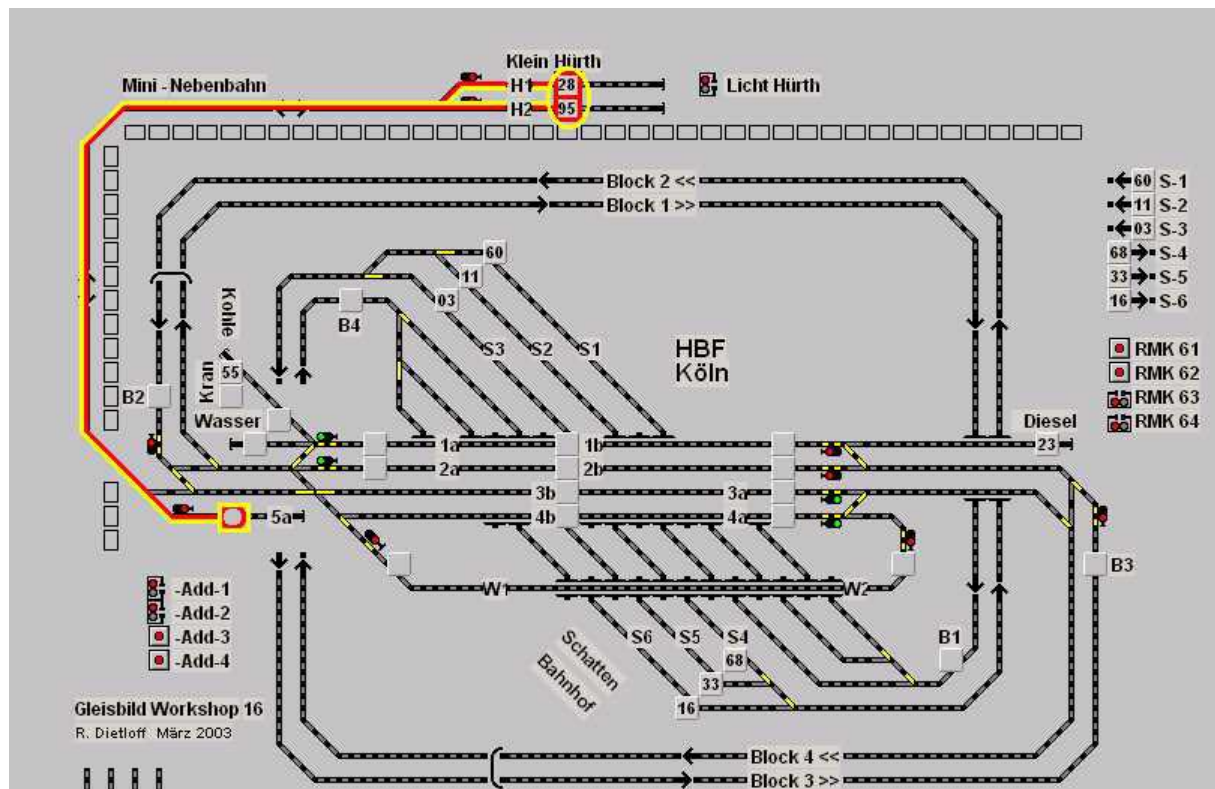 Klein Hürth
Mini - Nebenbahn
H1
28
Licht Hürth
H2
95
Block 2 <<
Block 1 >>
60 S-1
11 S-2
03 S-3
68 S-4
33 S-5
16 S-6
60
11
03
B4
Kohle
S3
S2
S1
HBF
Köln
RMK 61
RMK 62
RMK 63
RMK 64
55
Kran
B2
Wasser
Diesel
1a
1b
23
2a
2b
3b
3a
5a
4b
4a
B3
W1
W2
-Add-1
-Add-2
-Add-3
-Add-4
S6
S5
S4
B1
68
33
16
Schatten
Bahnhof
Gleisbild Workshop 16
R. Dietloff März 2003
Block 4 <<
Block 3 >>